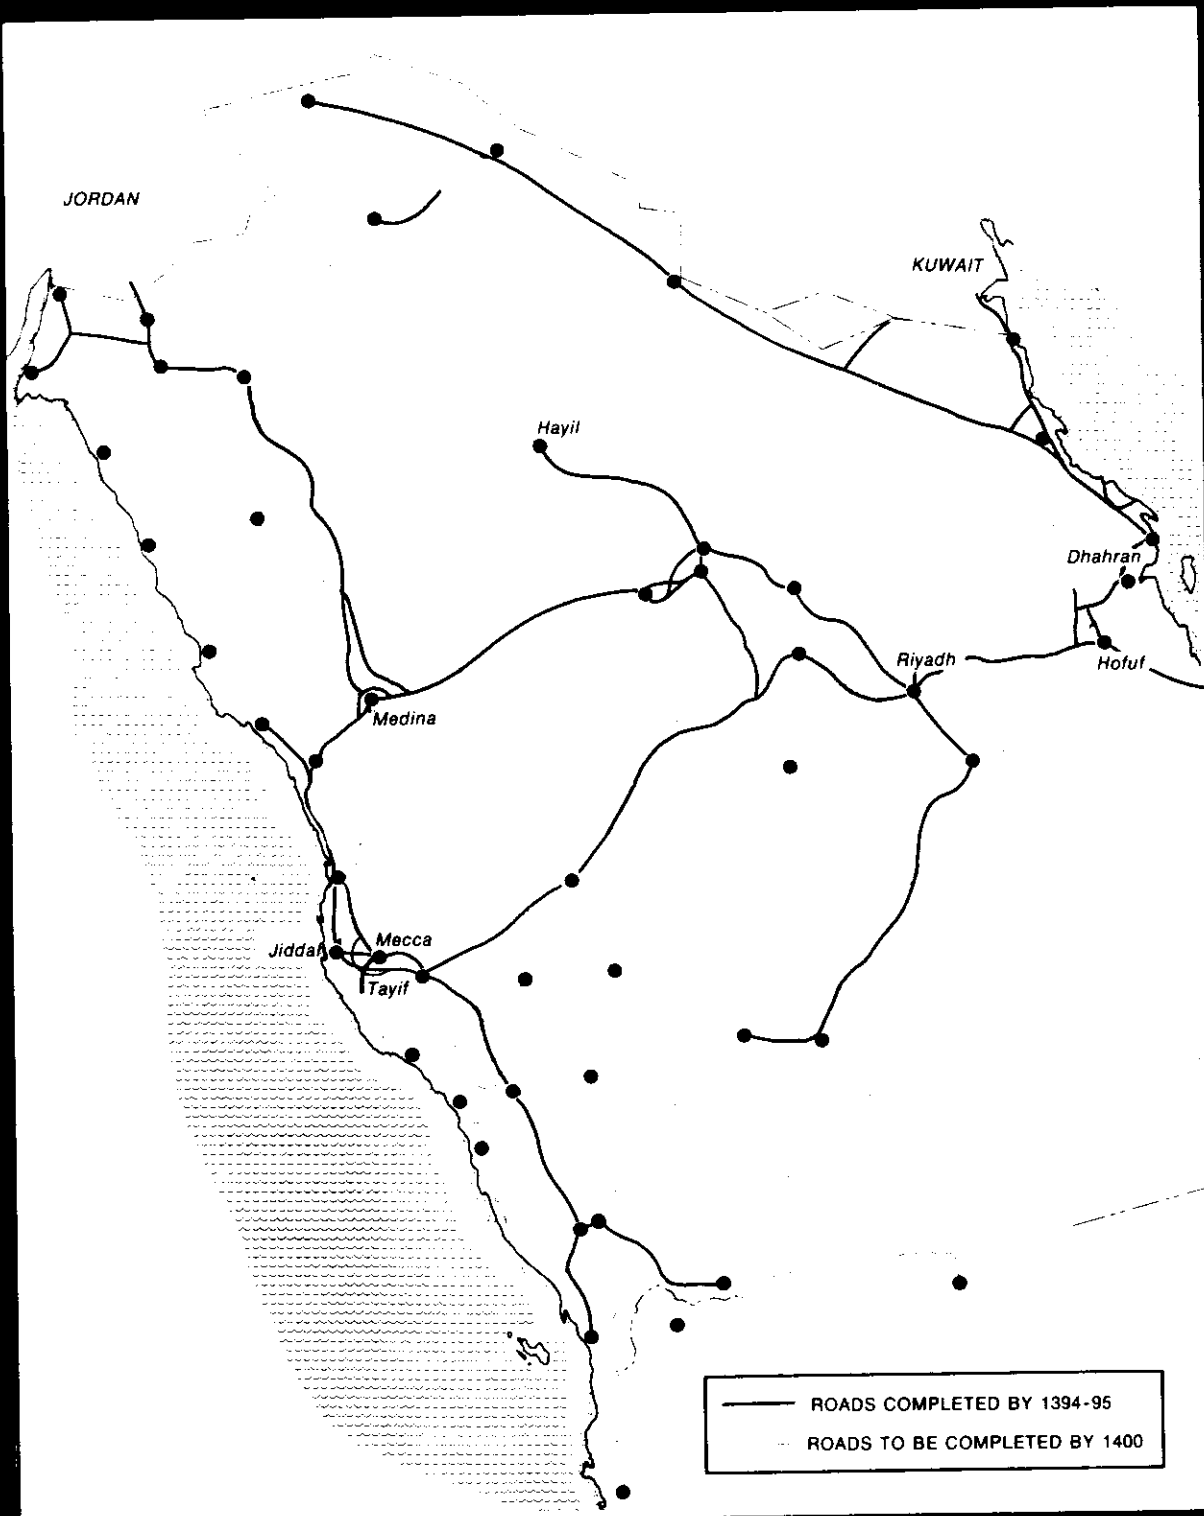 JORDAN
KUWAIT
Hayil
Dhahran
Riyadh
Hofuf
Medina
Mecca
Jiddah
Tayif
ROADS COMPLETED BY 1394-95
ROADS TO BE COMPLETED BY 1400